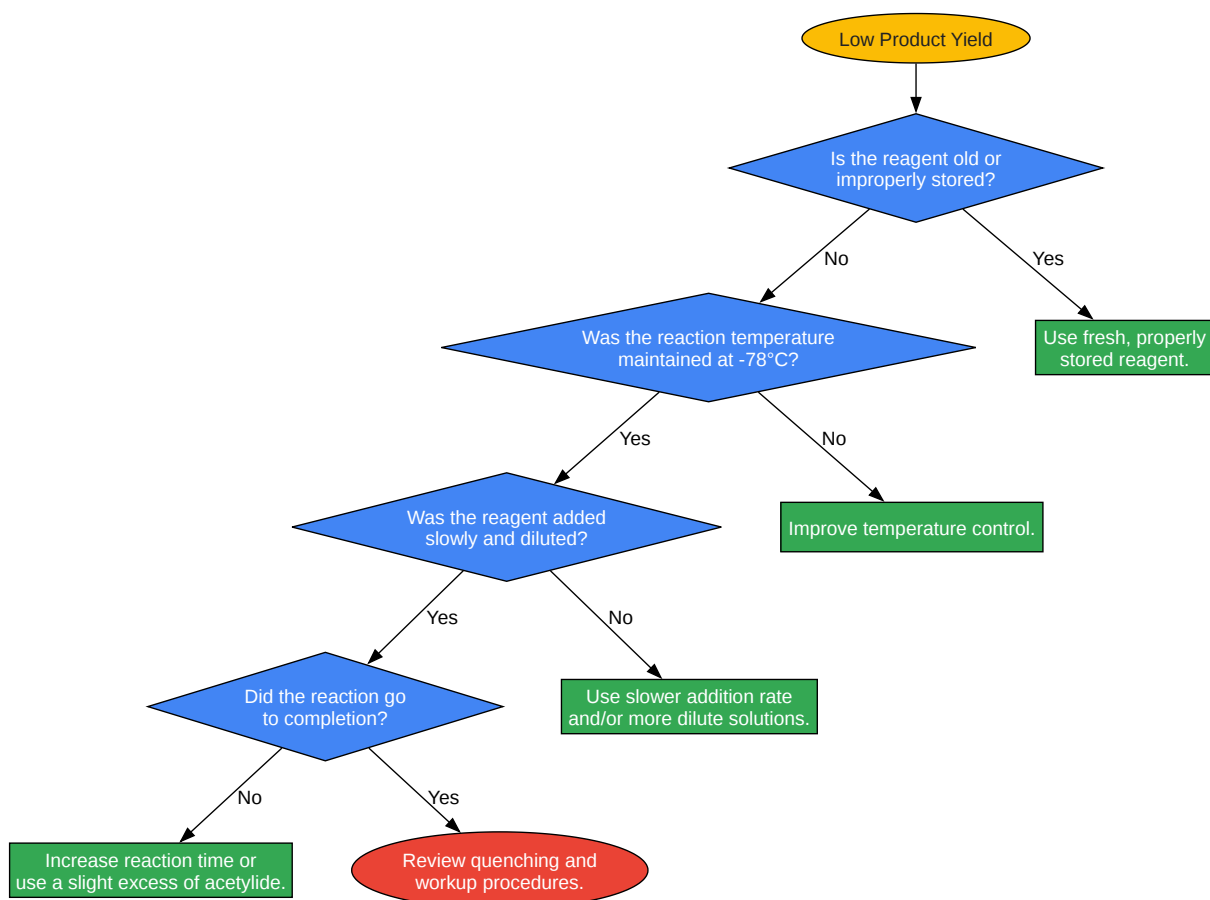 Low Product Yield
Is the reagent old or
improperly stored?
No
Yes
Was the reaction temperature
maintained at -78°C?
Use fresh, properly
stored reagent.
Yes
No
Was the reagent added
slowly and diluted?
Improve temperature control.
Yes
No
Did the reaction go
to completion?
Use slower addition rate
and/or more dilute solutions.
No
Yes
Increase reaction time or
use a slight excess of acetylide.
Review quenching and
workup procedures.